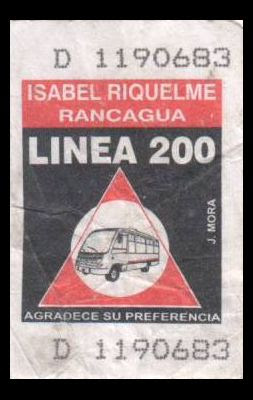 D 1190683
ISABEL RIQUELME
RANCAGUA
LINEA 200
J. MORA
AGRADECE SU PREFERENCIA
D 1190683